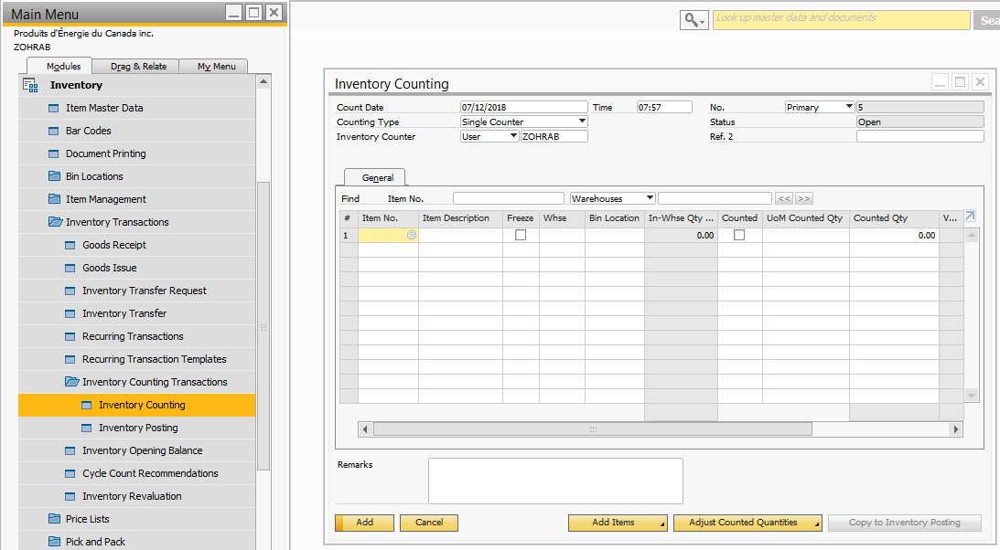 Main Menu
Produits d'Énergie du Canada inc.
ZOHRAB
Modules Drag & Relate My Menu
Inventory
Item Master Data
Bar Codes
Document Printing
Bin Locations
Item Management
Inventory Transactions
Goods Receipt
Goods Issue
Inventory Transfer Request
Inventory Transfer
Recurring Transactions
Recurring Transaction Templates
Inventory Counting Transactions
Inventory Counting
Inventory Posting
Inventory Opening Balance
Cycle Count Recommendations
Inventory Revaluation
Price Lists
Pick and Pack
Look up master data and documents Sea
Inventory Counting
Count Date 07/12/2018 Time 07:57 No. Primary 5
Counting Type Single Counter Status Open
Inventory Counter User ZOHRAB Ref. 2
General
Find Item No. Warehouses << >>
# Item No. Item Description Freeze Whse Bin Location In-Whse Qty ... Counted UoM Counted Qty Counted Qty V...
1 0.00 0.00
Remarks
Add Cancel Add Items Adjust Counted Quantities Copy to Inventory Posting